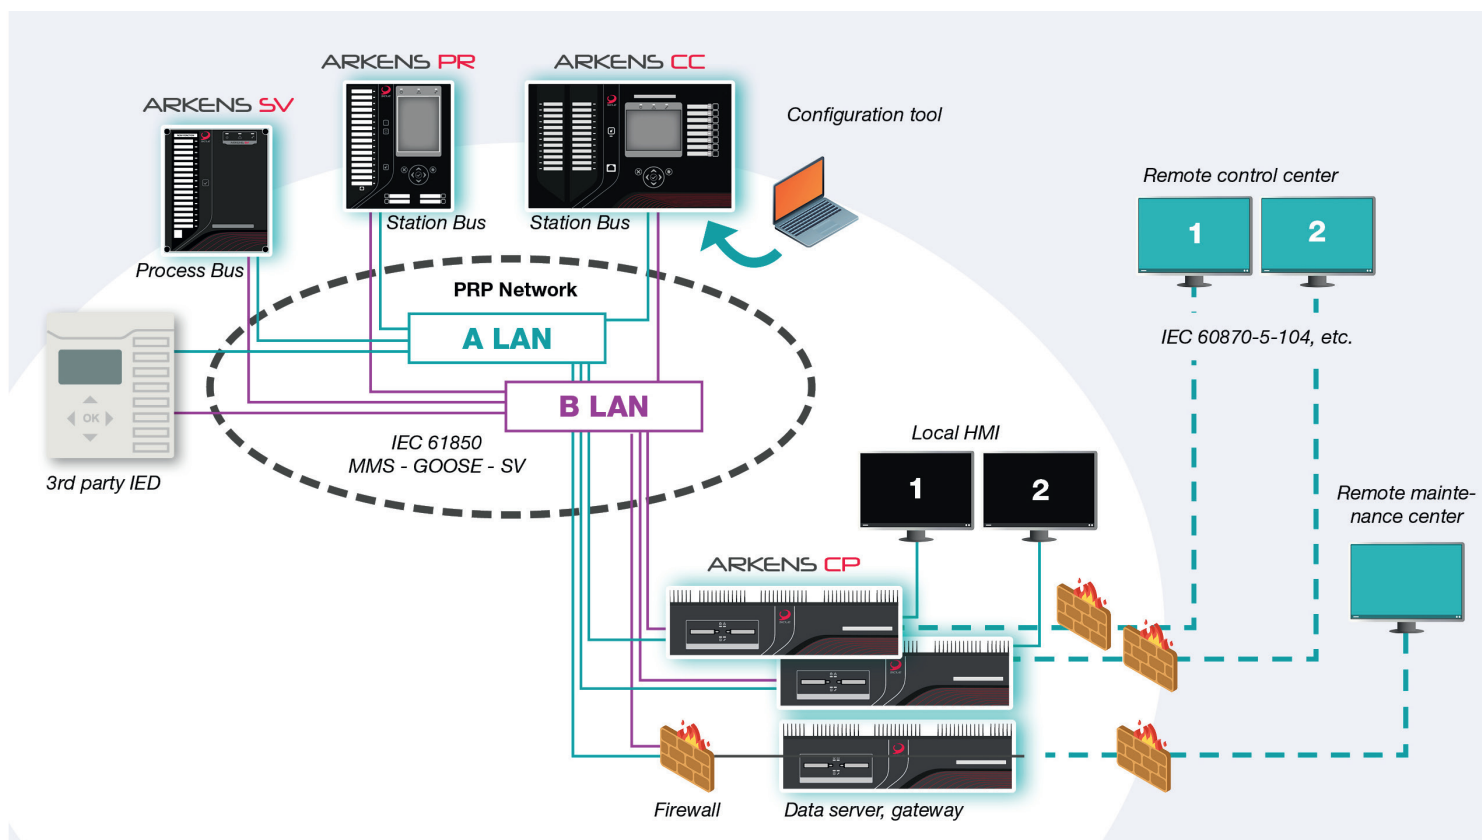 ARKENS PR
ARKENS CC
ARKENS SV
Configuration tool
Remote control center
1
2
Station Bus
Station Bus
Process Bus
PRP Network
A LAN
IEC 60870-5-104, etc.
OK
B LAN
IEC 61850
MMS - GOOSE - SV
Local HMI
3rd party IED
1
2
Remote mainte-
nance center
ARKENS CP
Firewall
Data server, gateway